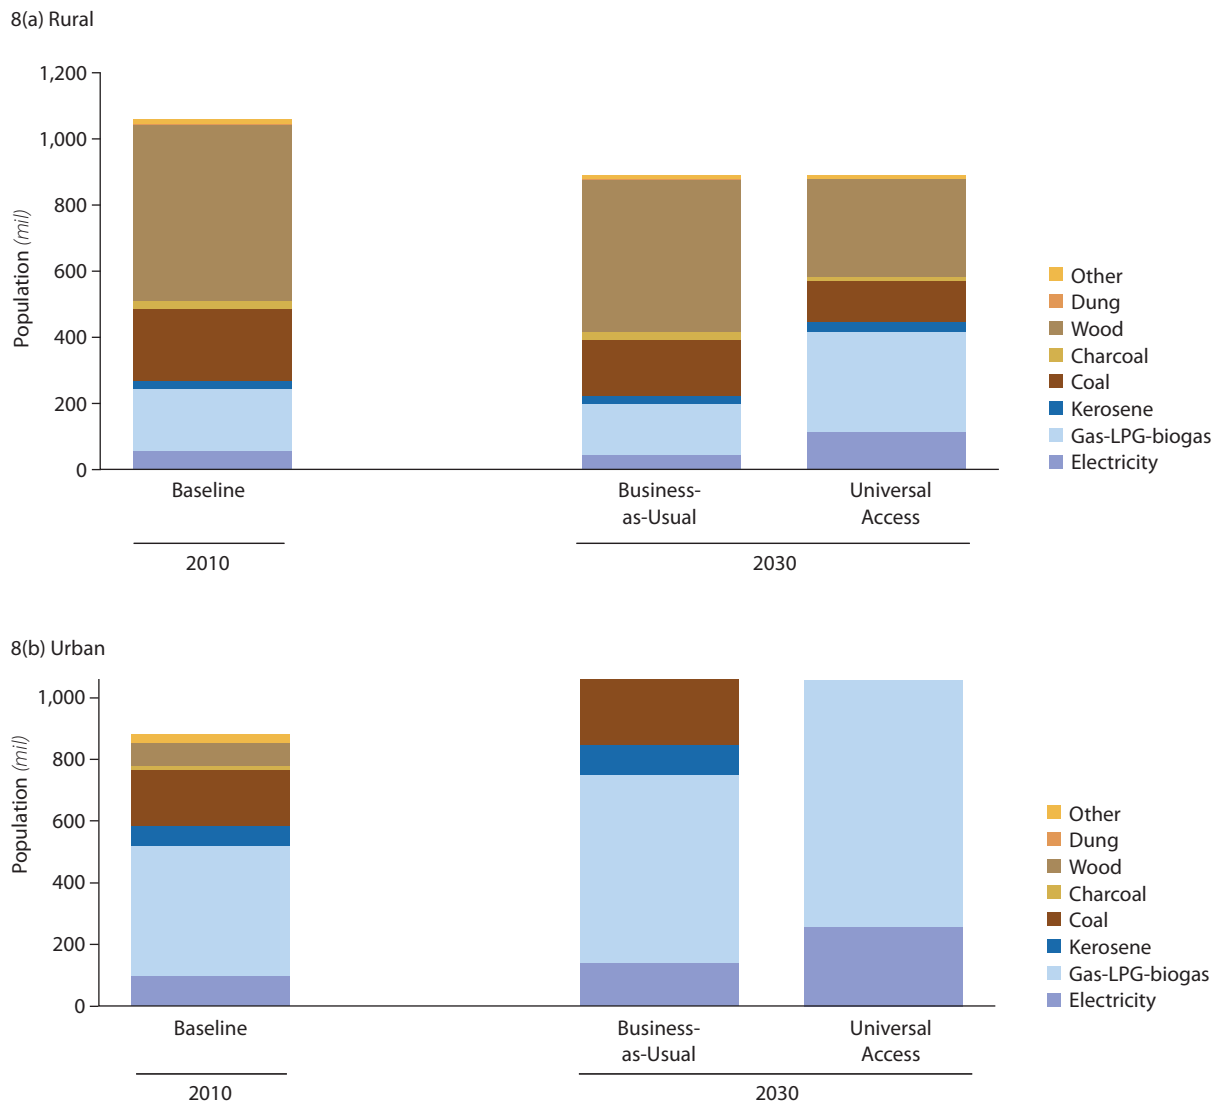 8(a) Rural
1,200
1,000
800
600
400
200
0
Population (mil)
Baseline
Business-
as-Usual
Universal
Access
2010
2030
Other
Dung
Wood
Charcoal
Coal
Kerosene
Gas-LPG-biogas
Electricity
8(b) Urban
1,000
800
600
400
200
0
Population (mil)
Baseline
Business-
as-Usual
Universal
Access
2010
2030
Other
Dung
Wood
Charcoal
Coal
Kerosene
Gas-LPG-biogas
Electricity